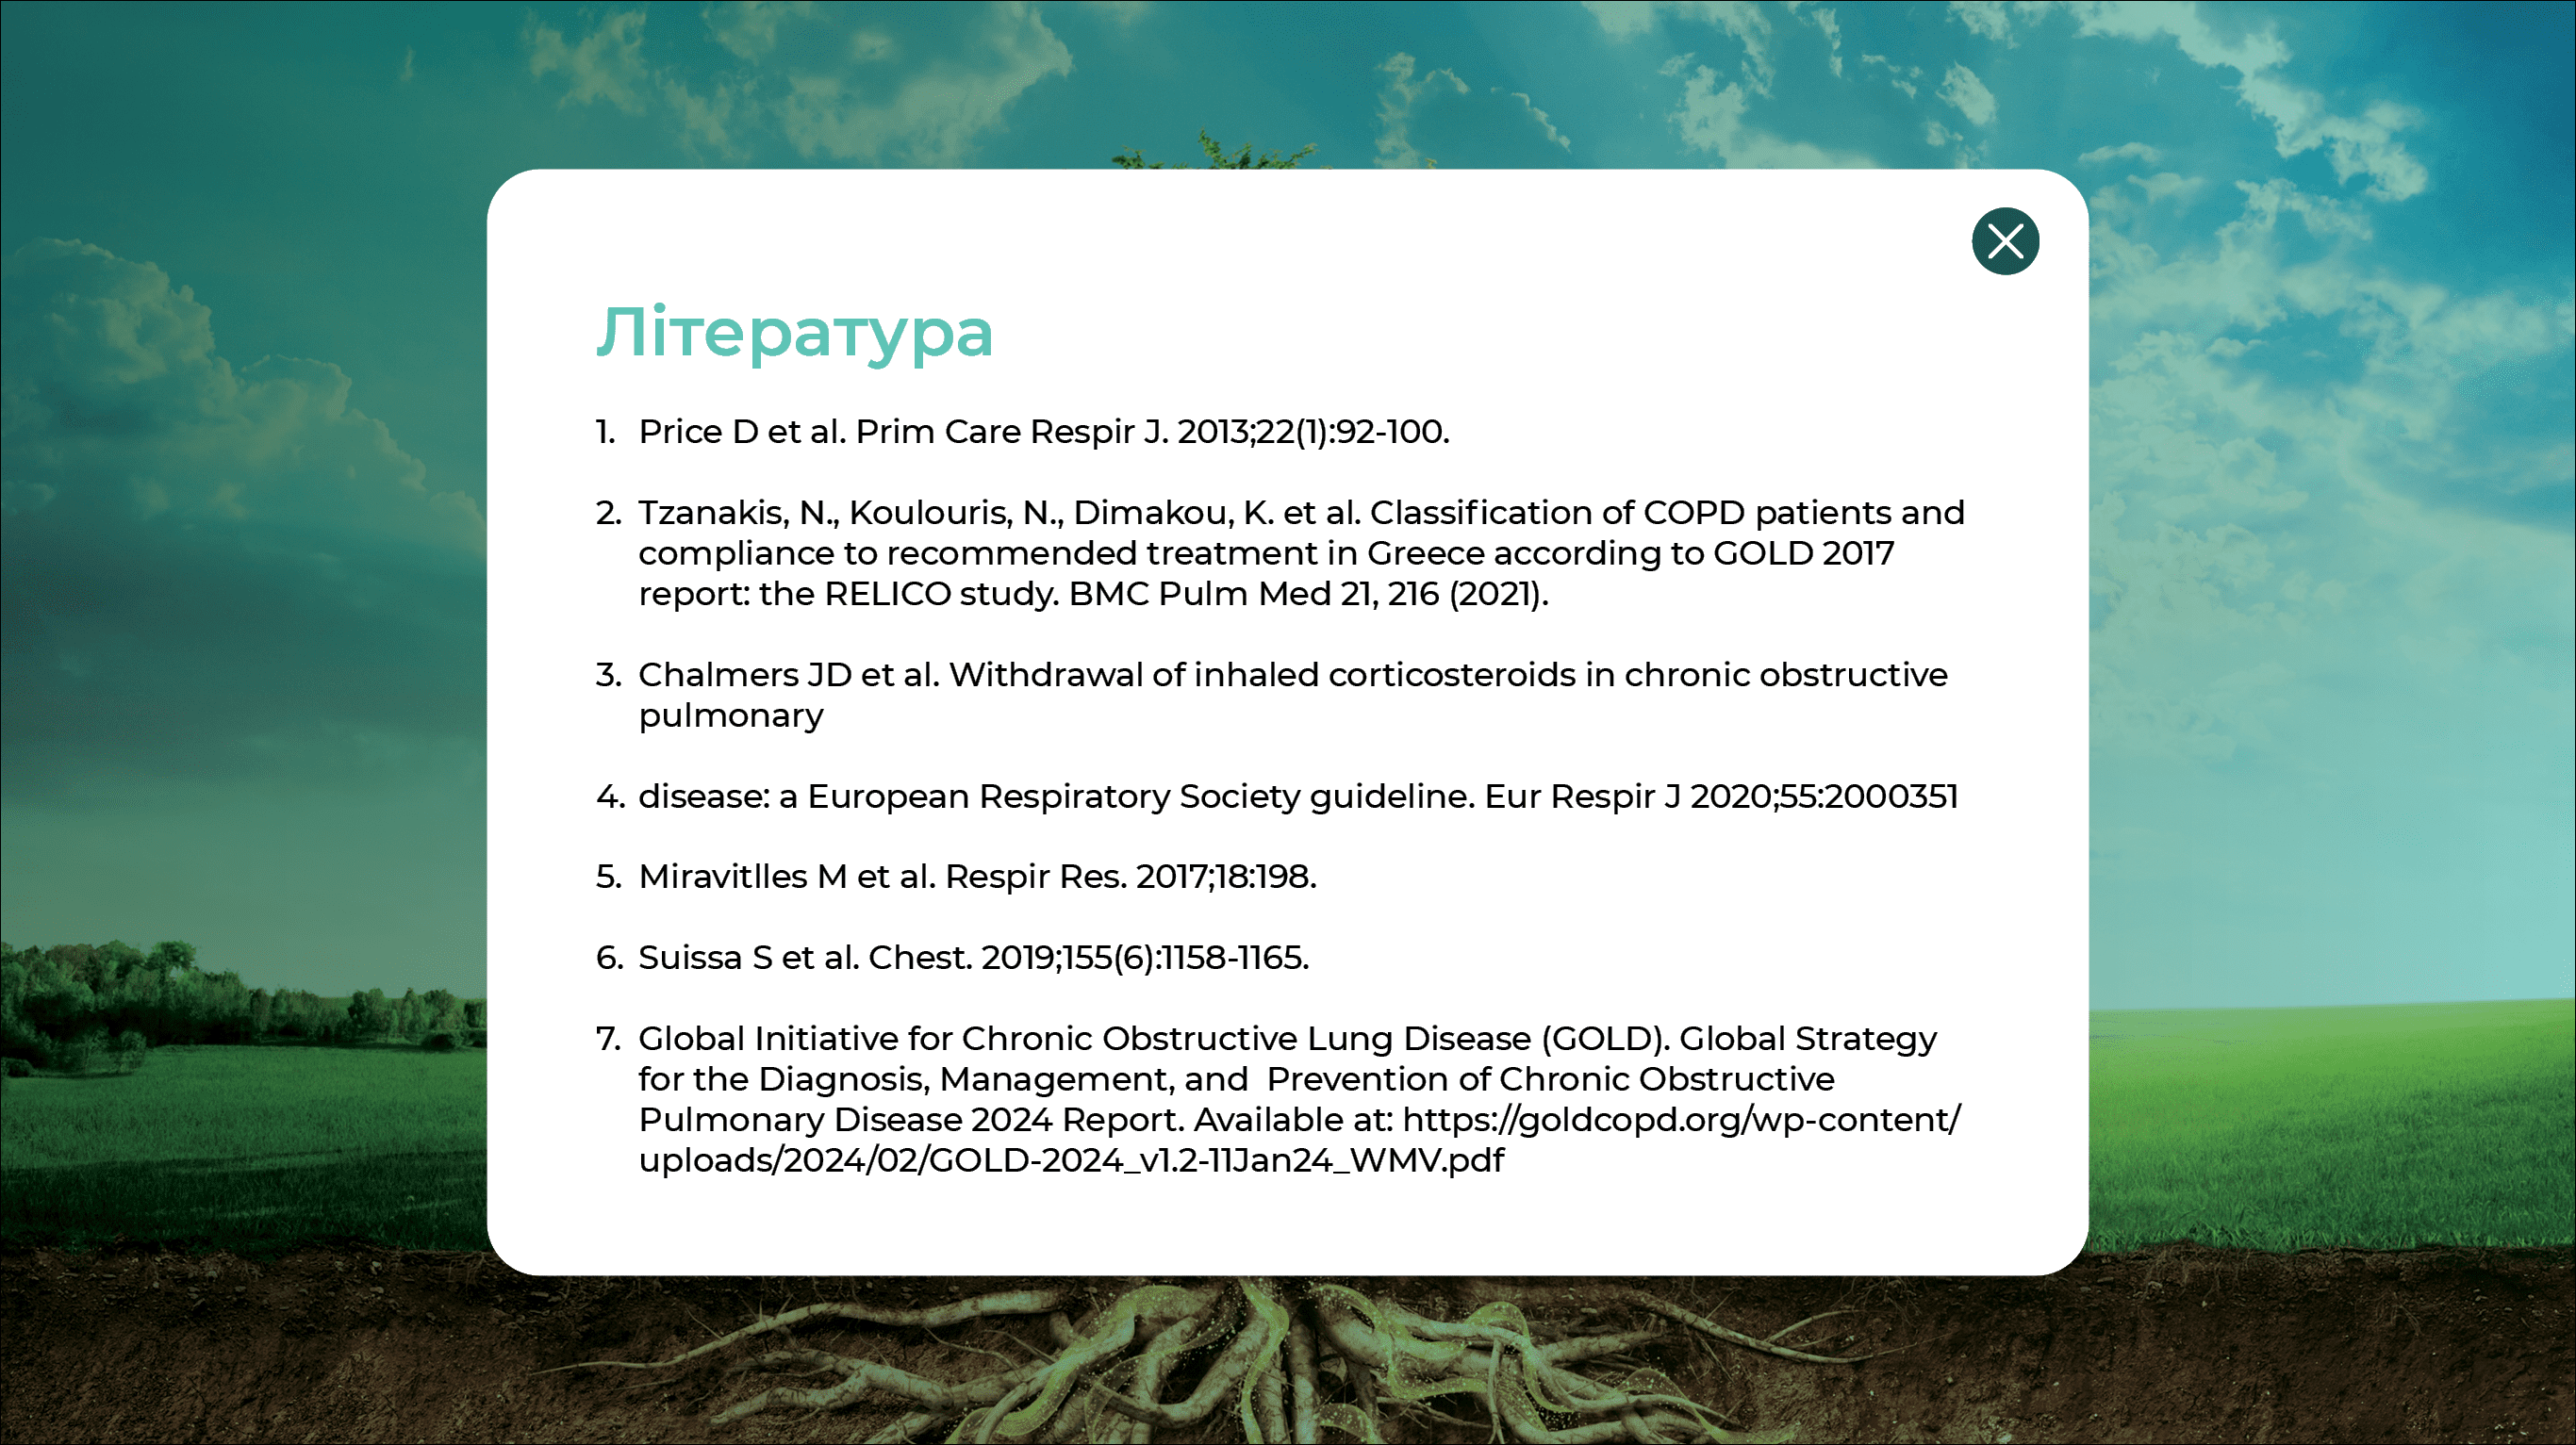 Література
1. Price D et al. Prim Care Respir J. 2013;22(1):92-100.
2. Tzanakis, N., Koulouris, N., Dimakou, K. et al. Classification of COPD patients and
compliance to recommended treatment in Greece according to GOLD 2017
report: the RELICO study. BMC Pulm Med 21, 216 (2021).
3. Chalmers JD et al. Withdrawal of inhaled corticosteroids in chronic obstructive
pulmonary
4. disease: a European Respiratory Society guideline. Eur Respir J 2020;55:2000351
5. Miravitlles M et al. Respir Res. 2017;18:198.
6. Suissa S et al. Chest. 2019;155(6):1158-1165.
7. Global Initiative for Chronic Obstructive Lung Disease (GOLD). Global Strategy
for the Diagnosis, Management, and  Prevention of Chronic Obstructive
Pulmonary Disease 2024 Report. Available at: https://goldcopd.org/wp-content/
uploads/2024/02/GOLD-2024_v1.2-11Jan24_WMV.pdf